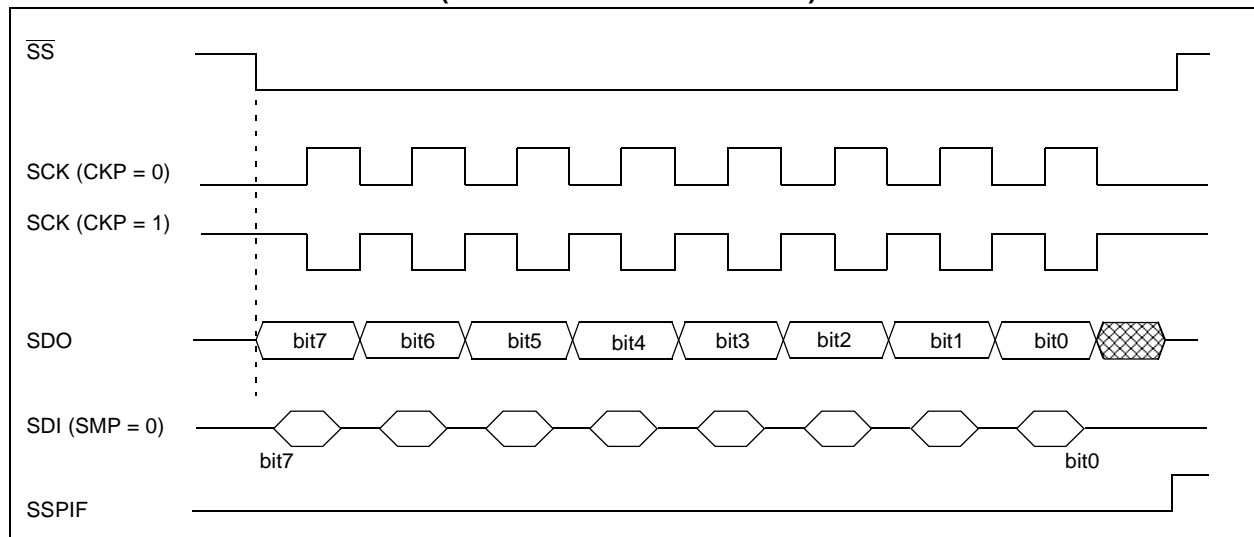 SS
SCK (CKP = 0)
SCK (CKP = 1)
SDO bit7 bit6 bit5 bit4 bit3 bit2 bit1 bit0
SDI (SMP = 0)
bit7 bit0
SSPIF